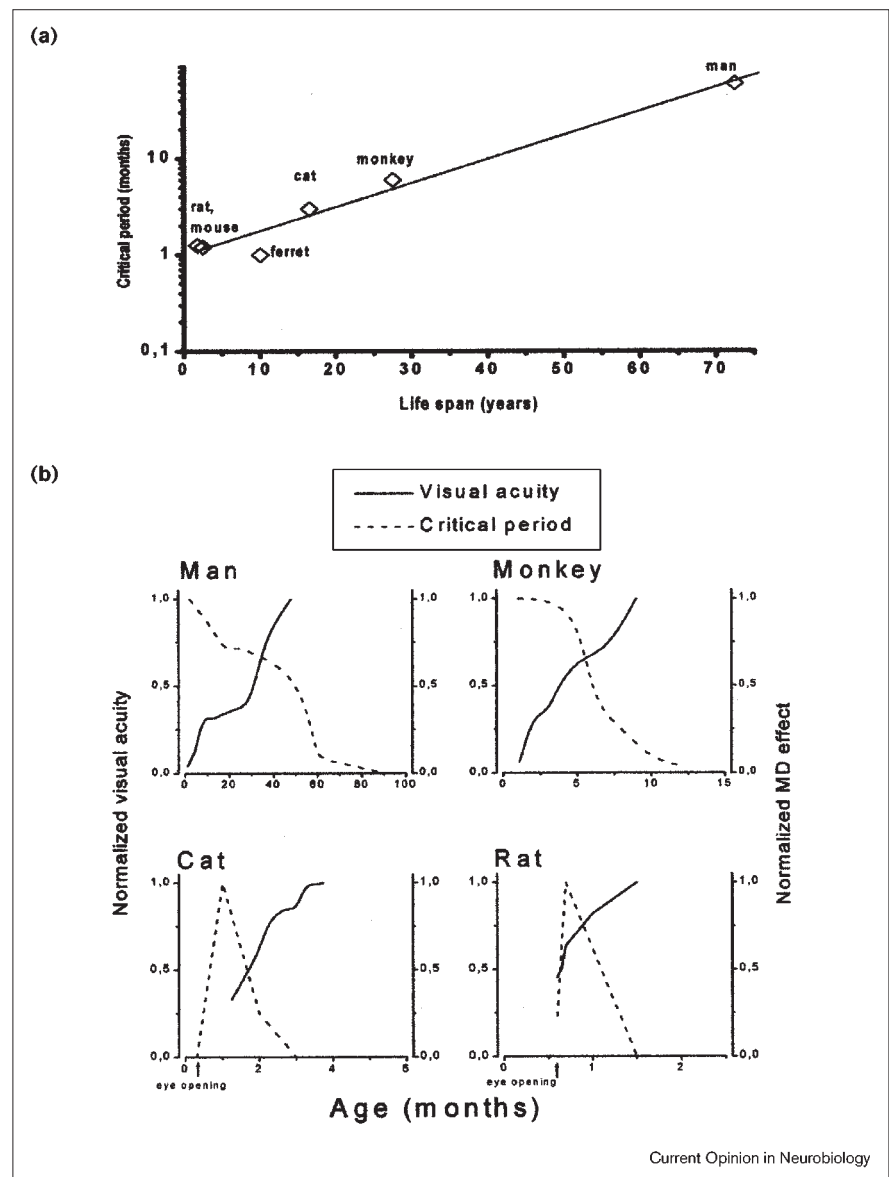 (a)
Critical period (months)
10
1
0,1
man
monkey
cat
rat,
mouse
ferret
0 10 20 30 40 50 60 70
Life span (years)
(b)
Visual acuity
Critical period
Normalized visual acuity
Normalized MD effect
Man
1,0
0,5
0,0
1,0
0,5
0,0
0 20 40 60 80 100
Monkey
1,0
0,5
0,0
1,0
0,5
0,0
0 5 10 15
Cat
1,0
0,5
0,0
1,0
0,5
0,0
0 2 4 6
eye opening
Rat
1,0
0,5
0,0
1,0
0,5
0,0
0 1 2
eye opening
Age (months)
Current Opinion in Neurobiology